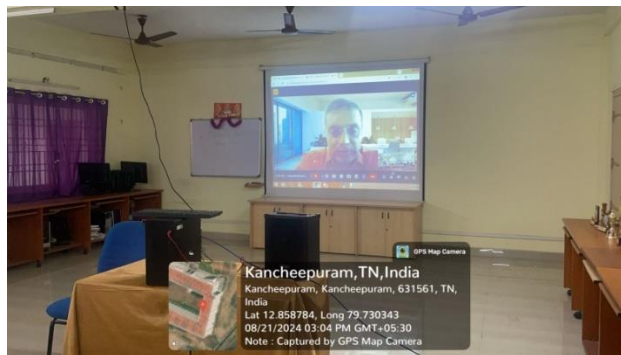 GPS Map Camera
Kancheepuram,TN,India
Kancheepuram, Kancheepuram, 631561, TN,
India
Lat 12.858784, Long 79.730343
08/21/2024 03:04 PM GMT+05:30
Note : Captured by GPS Map Camera